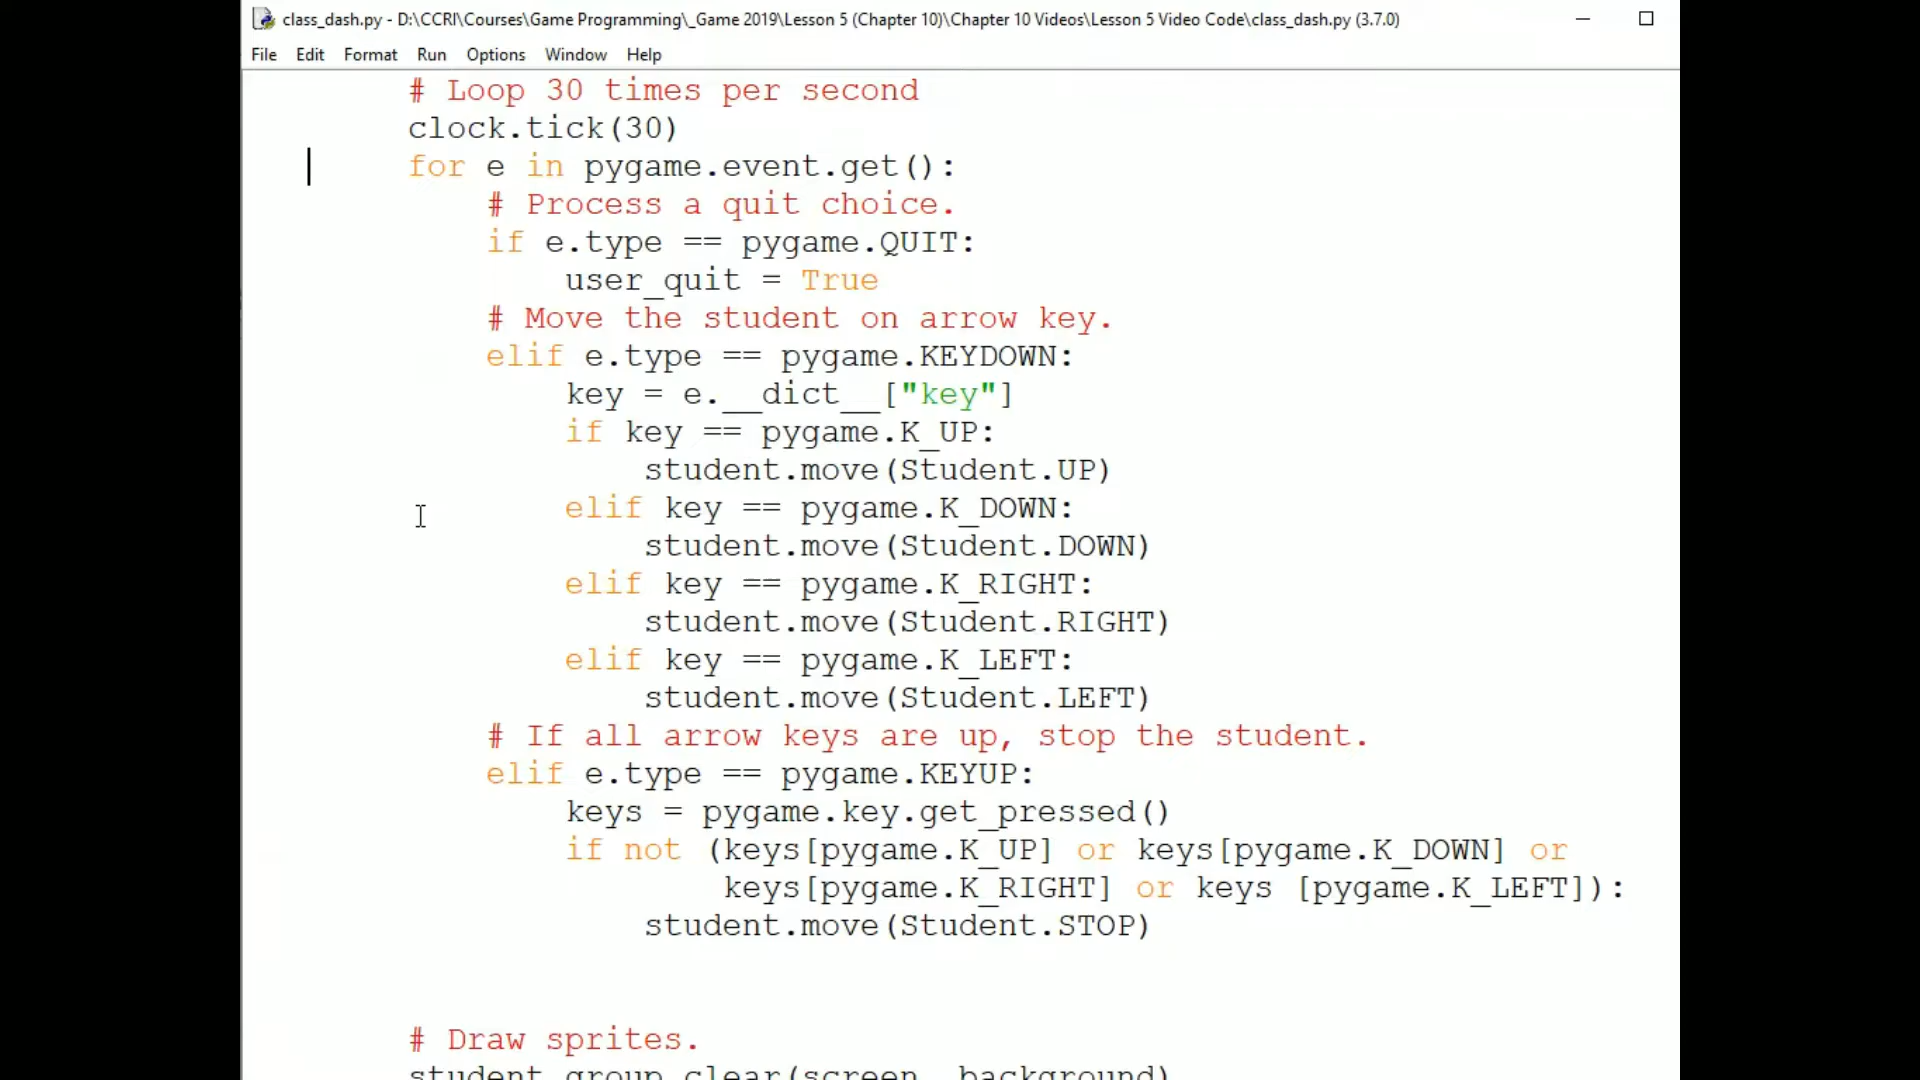 class_dash.py - D:\CCRI\Courses\Game Programming\_Game 2019\Lesson 5 (Chapter 10)\Chapter 10 Videos\Lesson 5 Video Code\class_dash.py (3.7.0)
File Edit Format Run Options Window Help
# Loop 30 times per second
clock.tick(30)
for e in pygame.event.get():
# Process a quit choice.
if e.type == pygame.QUIT:
user_quit = True
# Move the student on arrow key.
elif e.type == pygame.KEYDOWN:
key = e.__dict__["key"]
if key == pygame.K_UP:
student.move(Student.UP)
elif key == pygame.K_DOWN:
student.move(Student.DOWN)
elif key == pygame.K_RIGHT:
student.move(Student.RIGHT)
elif key == pygame.K_LEFT:
student.move(Student.LEFT)
# If all arrow keys are up, stop the student.
elif e.type == pygame.KEYUP:
keys = pygame.key.get_pressed()
if not (keys[pygame.K_UP] or keys[pygame.K_DOWN] or
keys[pygame.K_RIGHT] or keys [pygame.K_LEFT]):
student.move(Student.STOP)
# Draw sprites.
student_group.clear(screen, background)